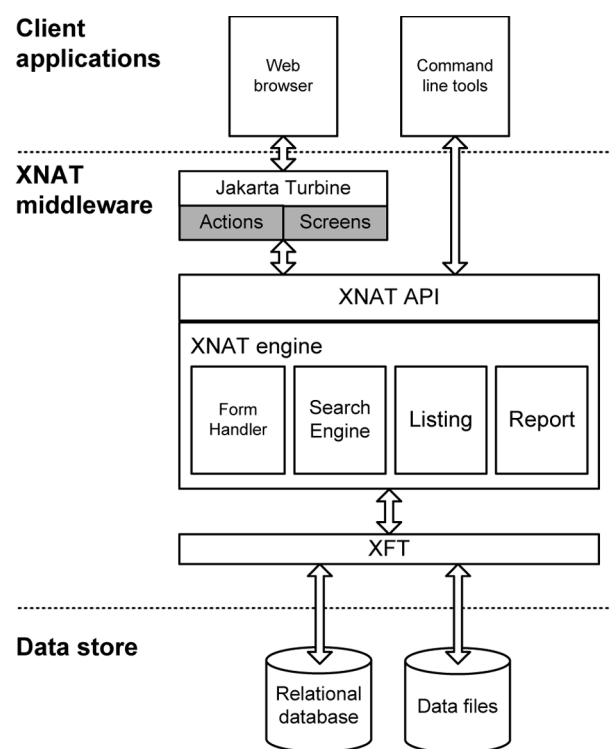 Client
applications
Web
browser
Command
line tools
XNAT
middleware
Jakarta Turbine
Actions
Screens
XNAT API
XNAT engine
Form
Handler
Search
Engine
Listing
Report
XFT
Data store
Relational
database
Data files